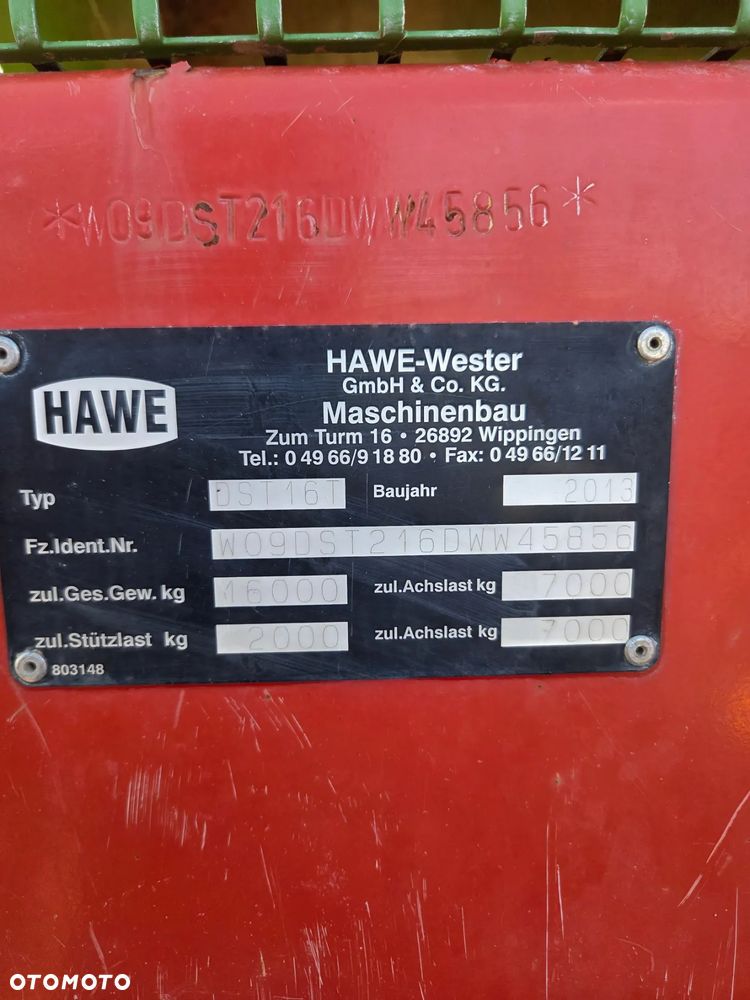 *W09DST216DWW45856*
HAWE
HAWE-Wester
GmbH & Co. KG.
Maschinenbau
Zum Turm 16 • 26892 Wippingen
Tel.: 0 49 66/9 18 80 • Fax: 0 49 66/12 11
Typ DST16T Baujahr 2013
Fz.Ident.Nr. W09DST216DWW45856
zul.Ges.Gew. kg 16000 zul.Achslast kg 7000
zul.Stützlast kg 2000 zul.Achslast kg 7000
803148
OTOMOTO